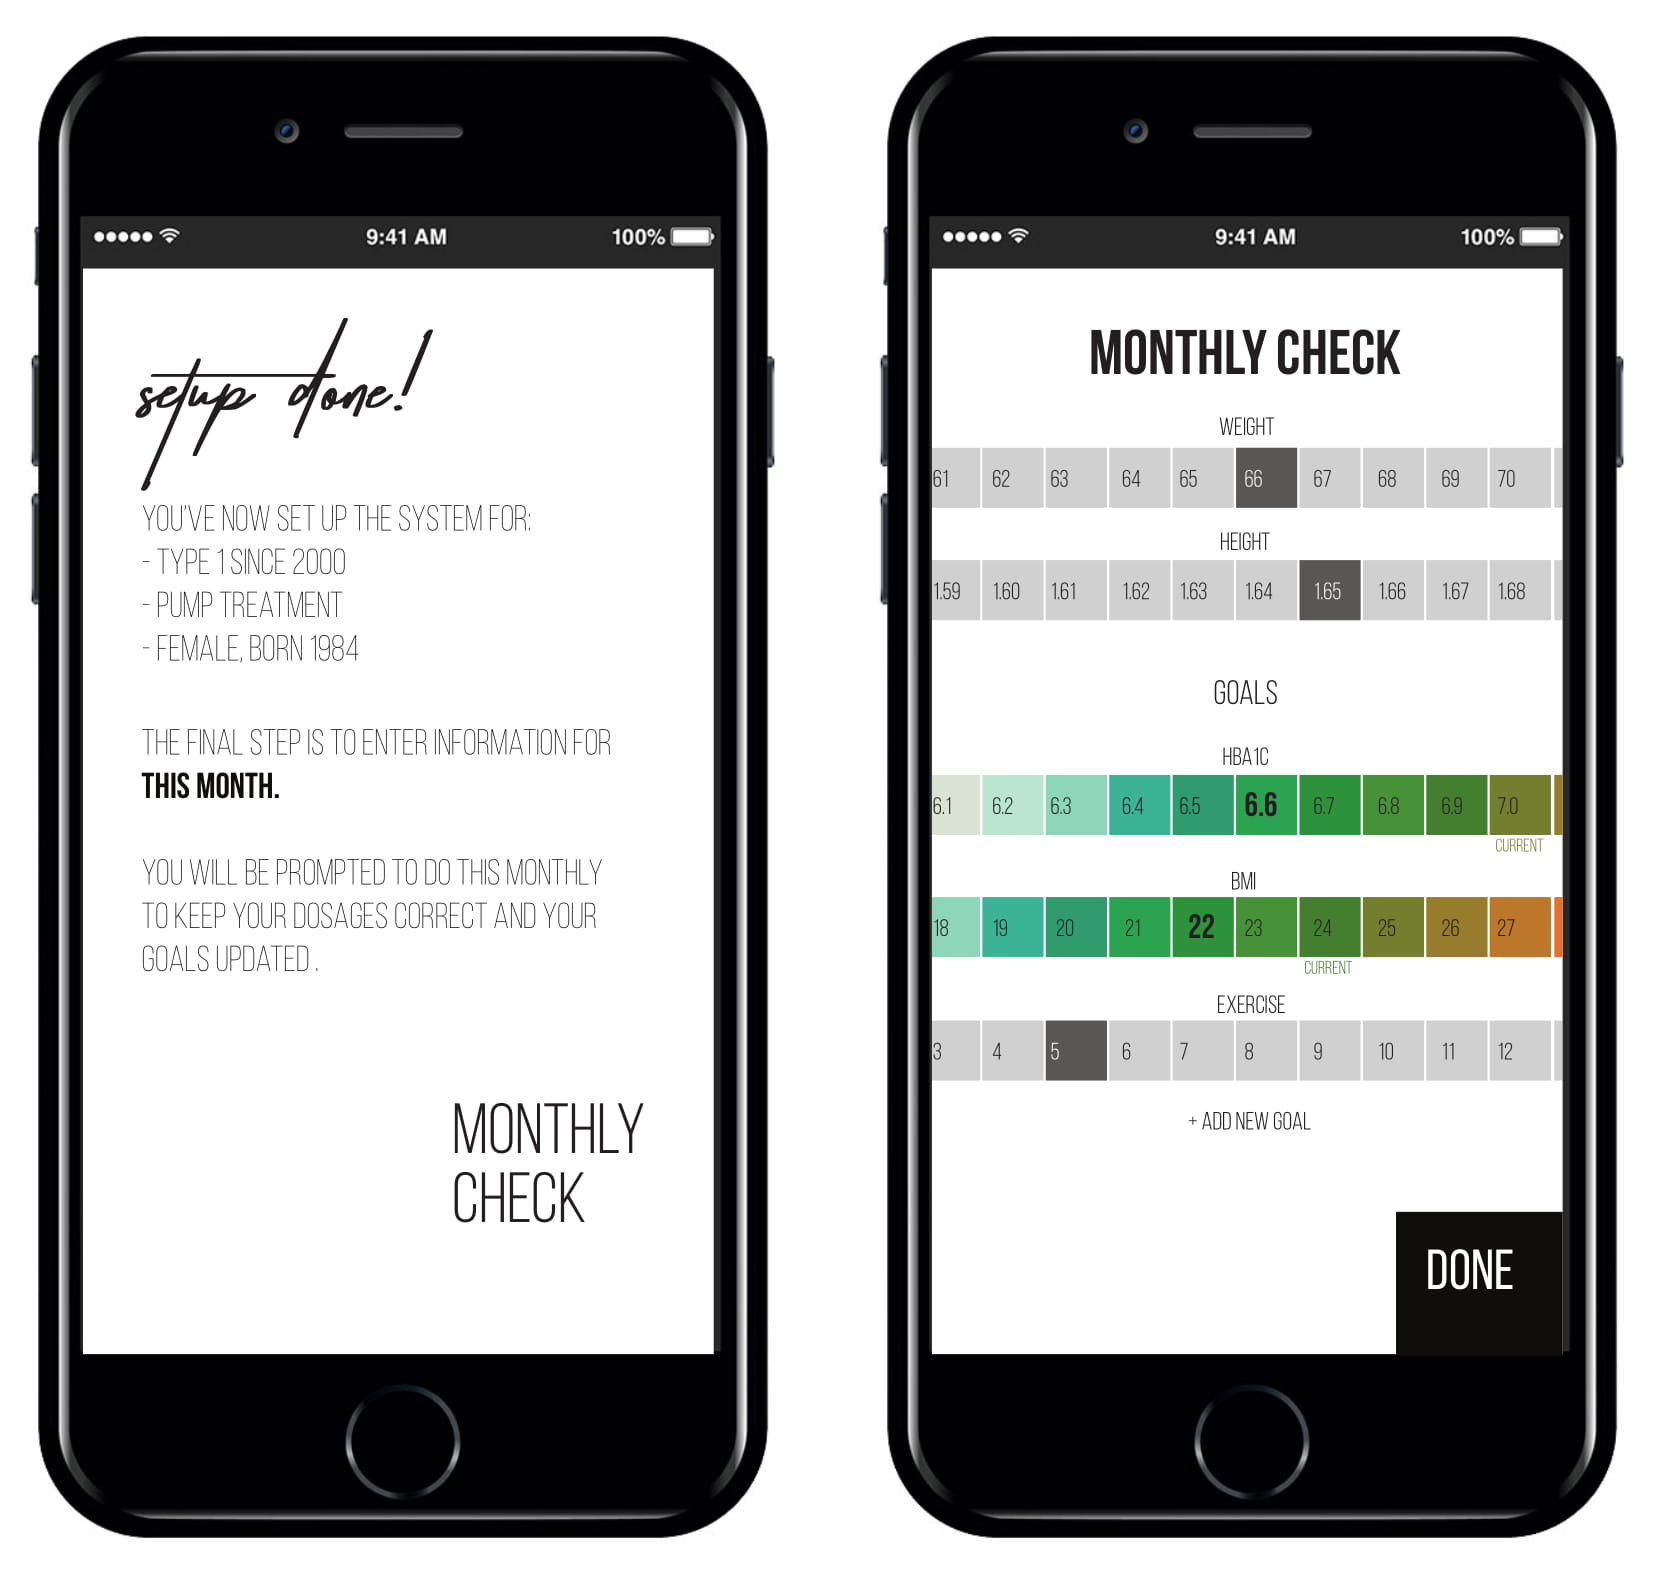 9:41 AM 100%
setup done!
YOU'VE NOW SET UP THE SYSTEM FOR:
- TYPE 1 SINCE 2000
- PUMP TREATMENT
- FEMALE, BORN 1984
THE FINAL STEP IS TO ENTER INFORMATION FOR
THIS MONTH.
YOU WILL BE PROMPTED TO DO THIS MONTHLY
TO KEEP YOUR DOSAGES CORRECT AND YOUR
GOALS UPDATED .
MONTHLY
CHECK
9:41 AM 100%
MONTHLY CHECK
WEIGHT
61 62 63 64 65 66 67 68 69 70
HEIGHT
1.59 1.60 1.61 1.62 1.63 1.64 1.65 1.66 1.67 1.68
GOALS
HBA1C
6.1 6.2 6.3 6.4 6.5 6.6 6.7 6.8 6.9 7.0
CURRENT
BMI
18 19 20 21 22 23 24 25 26 27
CURRENT
EXERCISE
3 4 5 6 7 8 9 10 11 12
+ ADD NEW GOAL
DONE